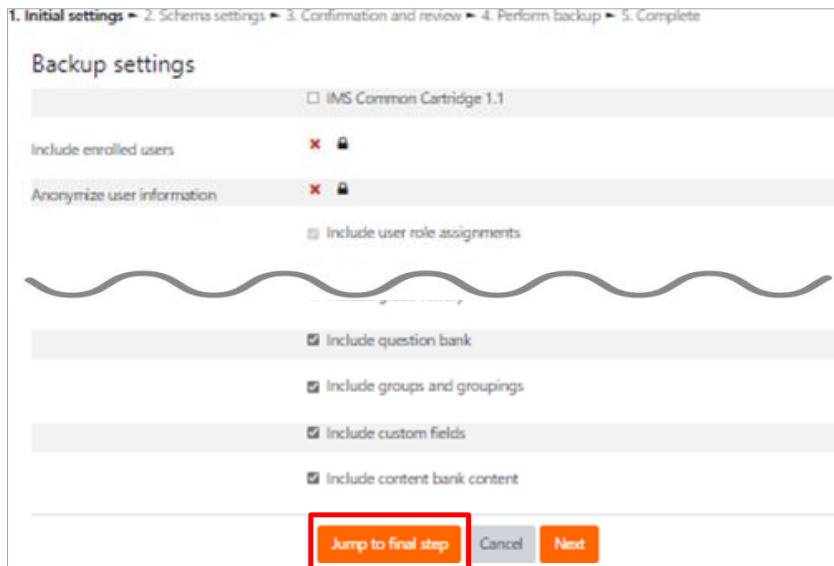 1. Initial settings ► 2. Schema settings ► 3. Confirmation and review ► 4. Perform backup ► 5. Complete
Backup settings
IMS Common Cartridge 1.1
Include enrolled users
Anonymize user information
Include user role assignments
Include question bank
Include groups and groupings
Include custom fields
Include content bank content
Jump to final step Cancel Next